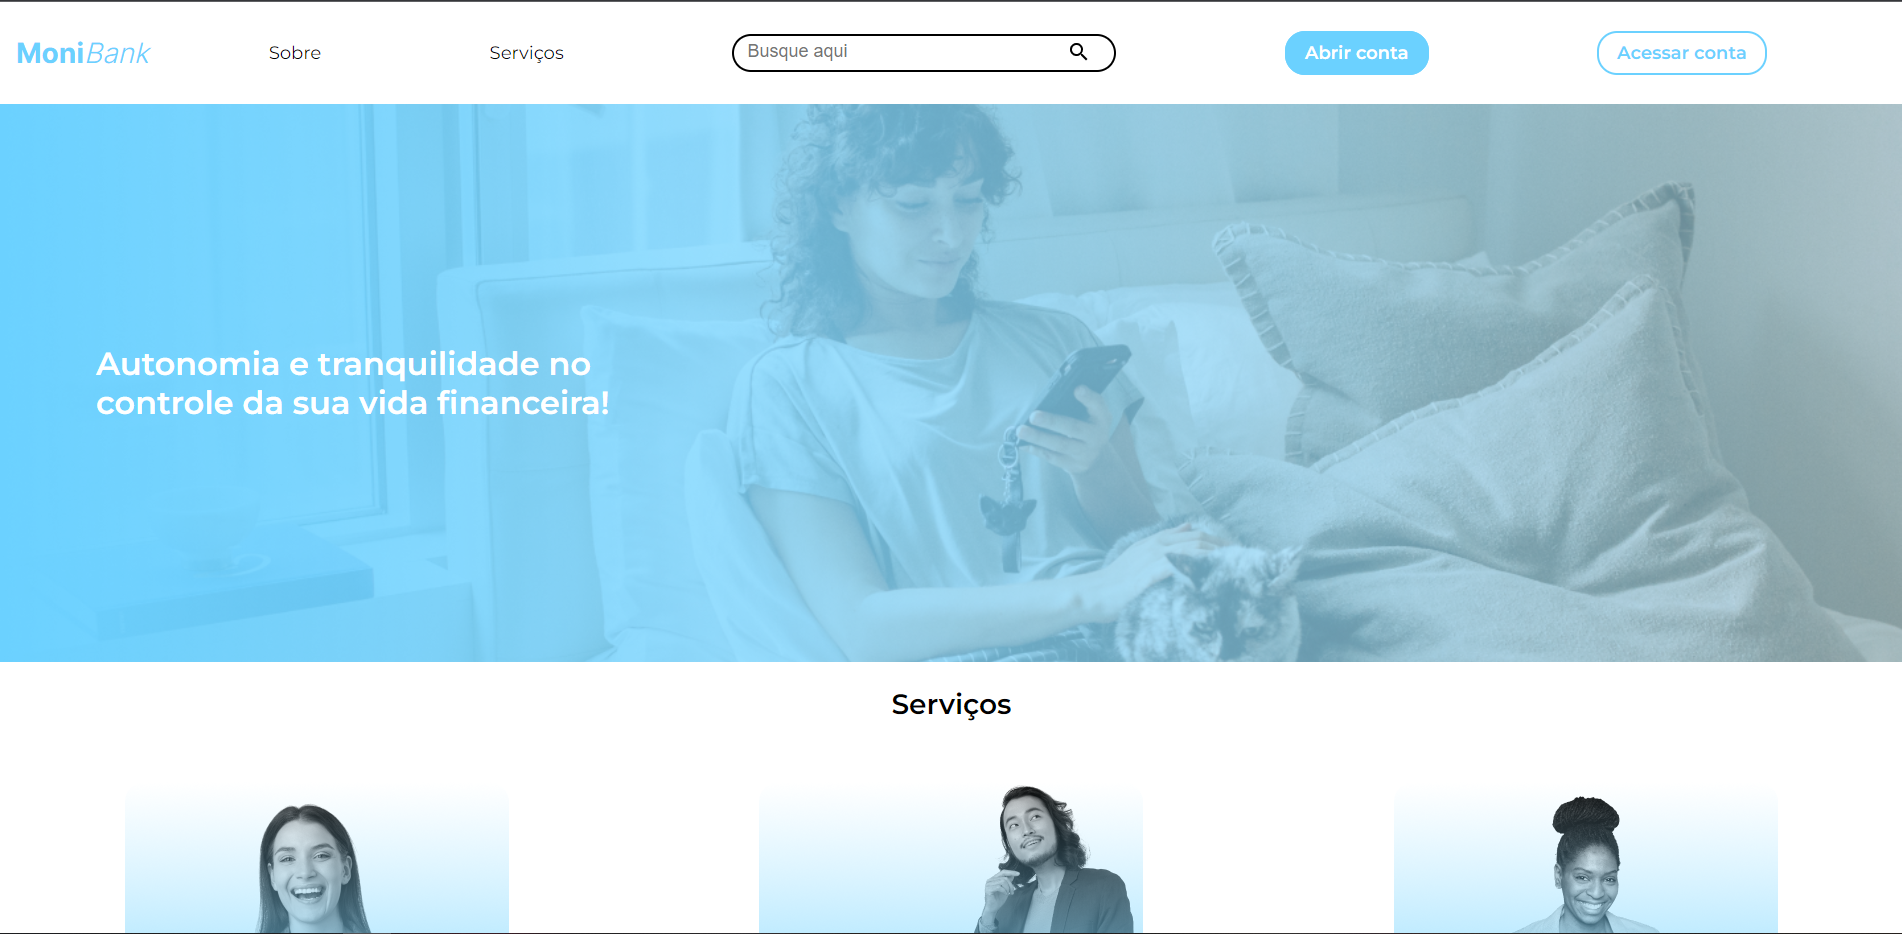 MoniBank
Sobre
Serviços
Busque aqui
Abrir conta
Acessar conta
Autonomia e tranquilidade no
controle da sua vida financeira!
Serviços